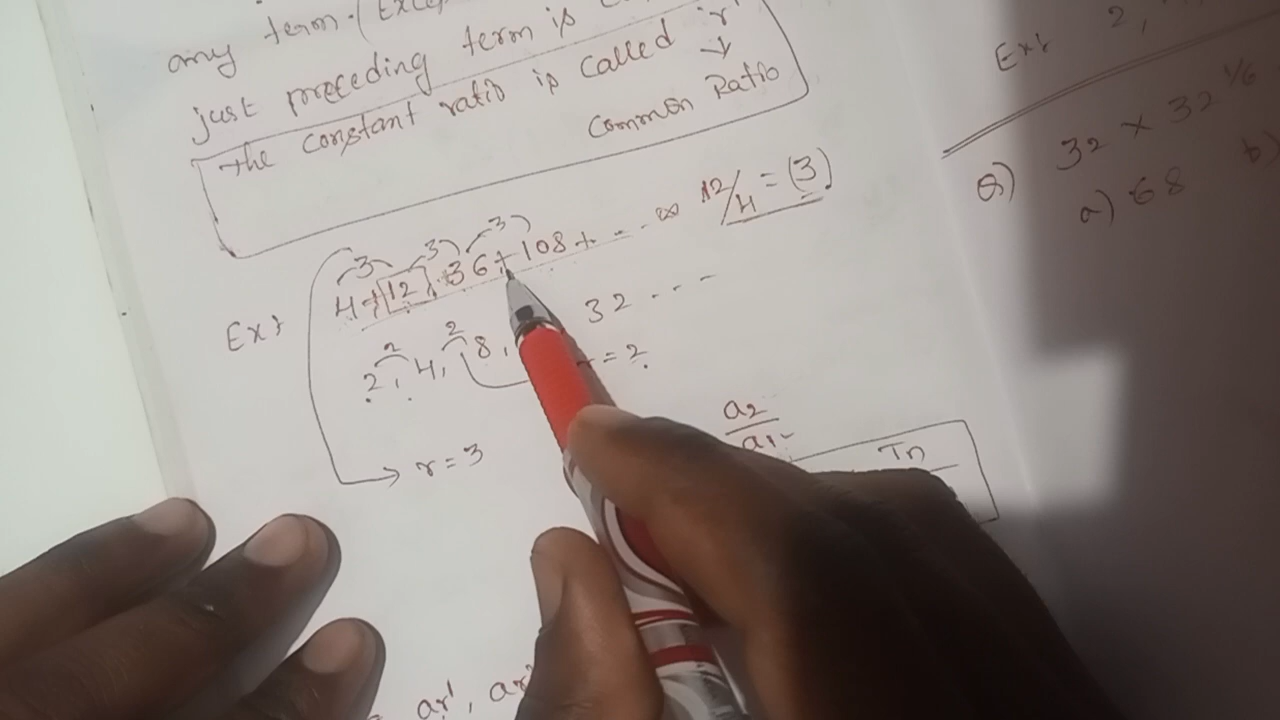 any term.
just preceding term is
The constant ratio is called 'r'
↓
Common Ratio
3 3 3
Ex: 4 + 12 + 36 + 108 + - - - ∞ 12/4 = (3)
2 2
2, 4, 8, 32 - - -
r = 2
→ r = 3
a2
a1
Tn
ar¹, ar
Ex: 2,
Q) 32 × 32 1/6
a) 68 b)